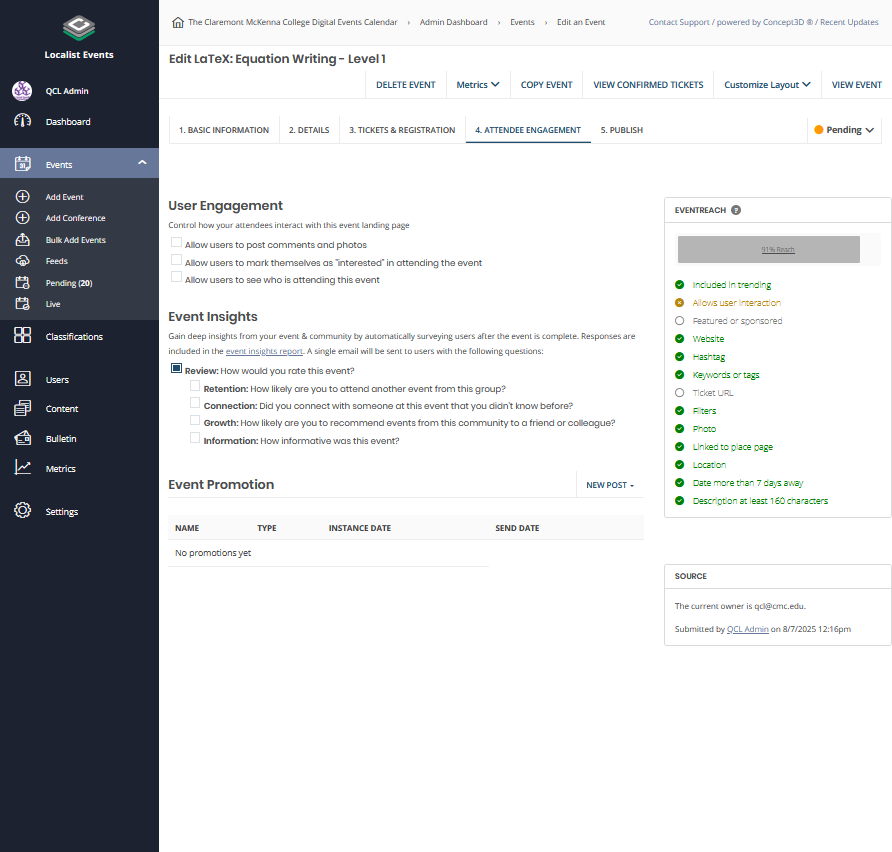 The Claremont McKenna College Digital Events Calendar › Admin Dashboard › Events › Edit an Event
Contact Support / powered by Concept3D ® / Recent Updates
Localist Events
QCL Admin
Dashboard
Events
Add Event
Add Conference
Bulk Add Events
Feeds
Pending (20)
Live
Classifications
Users
Content
Bulletin
Metrics
Settings
Edit LaTeX: Equation Writing - Level 1
DELETE EVENT Metrics COPY EVENT VIEW CONFIRMED TICKETS Customize Layout VIEW EVENT
1. BASIC INFORMATION 2. DETAILS 3. TICKETS & REGISTRATION 4. ATTENDEE ENGAGEMENT 5. PUBLISH Pending
User Engagement
Control how your attendees interact with this event landing page
Allow users to post comments and photos
Allow users to mark themselves as "interested" in attending the event
Allow users to see who is attending this event
Event Insights
Gain deep insights from your event & community by automatically surveying users after the event is complete. Responses are
included in the event insights report. A single email will be sent to users with the following questions:
Review: How would you rate this event?
Retention: How likely are you to attend another event from this group?
Connection: Did you connect with someone at this event that you didn't know before?
Growth: How likely are you to recommend events from this community to a friend or colleague?
Information: How informative was this event?
Event Promotion
NEW POST
NAME TYPE INSTANCE DATE SEND DATE
No promotions yet
EVENTREACH ?
91% Reach
Included in trending
Allows user interaction
Featured or sponsored
Website
Hashtag
Keywords or tags
Ticket URL
Filters
Photo
Linked to place page
Location
Date more than 7 days away
Description at least 160 characters
SOURCE
The current owner is qcl@cmc.edu.
Submitted by QCL Admin on 8/7/2025 12:16pm